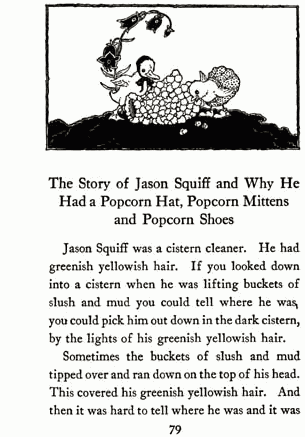 The Story of Jason Squiff and Why He
Had a Popcorn Hat, Popcorn Mittens
and Popcorn Shoes
Jason Squiff was a cistern cleaner. He had
greenish yellowish hair. If you looked down
into a cistern when he was lifting buckets of
slush and mud you could tell where he was,
you could pick him out down in the dark cistern,
by the lights of his greenish yellowish hair.
Sometimes the buckets of slush and mud
tipped over and ran down on the top of his head.
This covered his greenish yellowish hair. And
then it was hard to tell where he was and it was
79